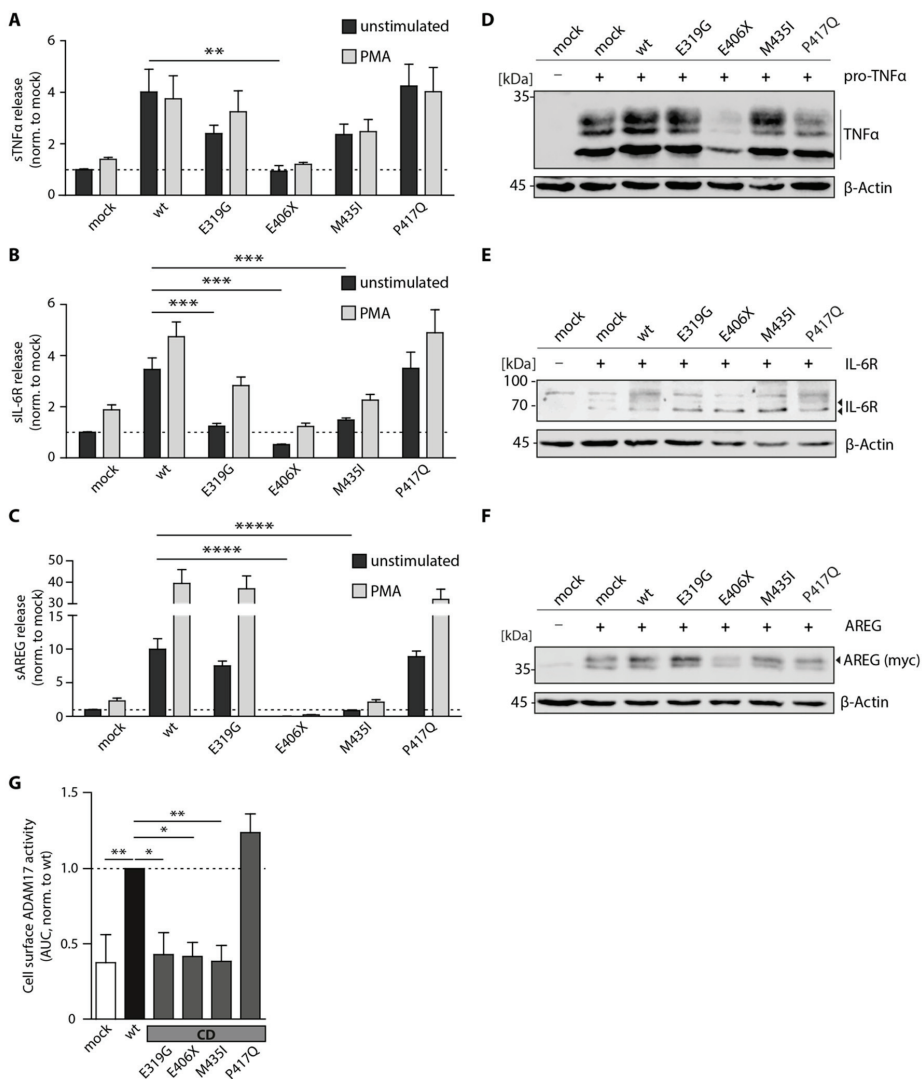 A
unstimulated
PMA
**
sTNFα release
(norm. to mock)
6
4
2
0
mock
wt
E319G
E406X
M435I
P417Q
B
unstimulated
PMA
***
***
***
sIL-6R release
(norm. to mock)
6
4
2
1
0
mock
wt
E319G
E406X
M435I
P417Q
C
unstimulated
PMA
****
****
sAREG release
(norm. to mock)
50
40
30
10
5
0
mock
wt
E319G
E406X
M435I
P417Q
D
mock
mock
wt
E319G
E406X
M435I
P417Q
[kDa]
– + + + + + + pro-TNFα
35
TNFα
45
β-Actin
E
mock
mock
wt
E319G
E406X
M435I
P417Q
[kDa]
– + + + + + + IL-6R
100
70
IL-6R
45
β-Actin
F
mock
mock
wt
E319G
E406X
M435I
P417Q
[kDa]
– + + + + + + AREG
35
AREG (myc)
45
β-Actin
G
Cell surface ADAM17 activity
(AUC, norm. to wt)
1.5
1.0
0.5
0
**
*
*
**
mock
wt
CD
E319G
E406X
M435I
P417Q